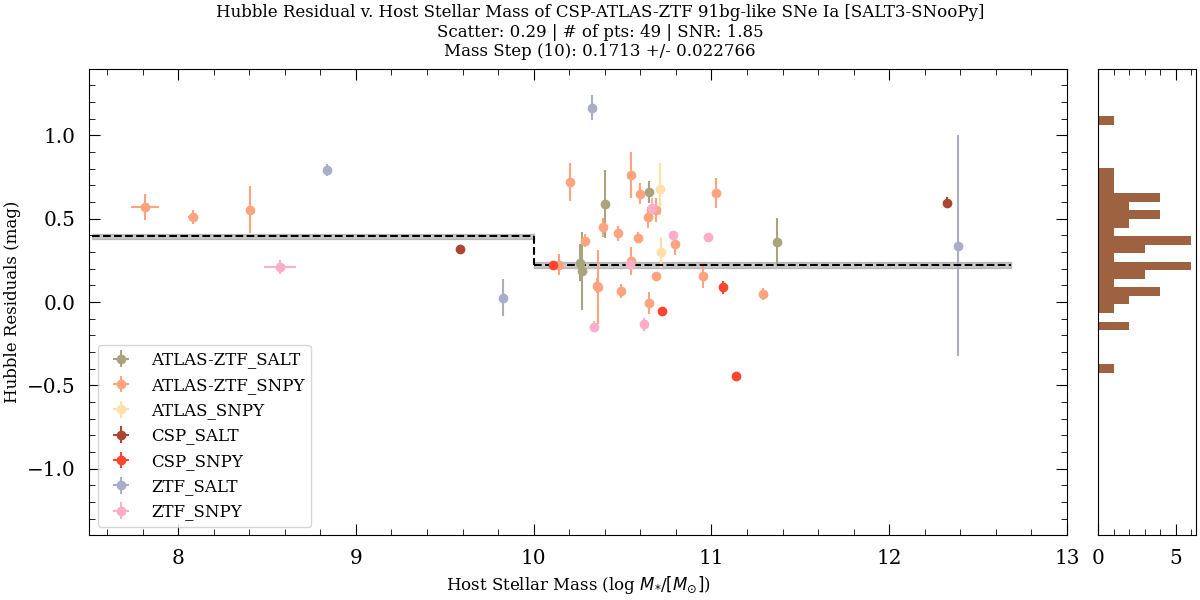 Hubble Residual v. Host Stellar Mass of CSP-ATLAS-ZTF 91bg-like SNe Ia [SALT3-SNooPy]
Scatter: 0.29 | # of pts: 49 | SNR: 1.85
Mass Step (10): 0.1713 +/- 0.022766
Hubble Residuals (mag)
1.0
0.5
0.0
−0.5
−1.0
ATLAS-ZTF_SALT
ATLAS-ZTF_SNPY
ATLAS_SNPY
CSP_SALT
CSP_SNPY
ZTF_SALT
ZTF_SNPY
8 9 10 11 12 13
0 5
Host Stellar Mass (log M*/[M⊙])